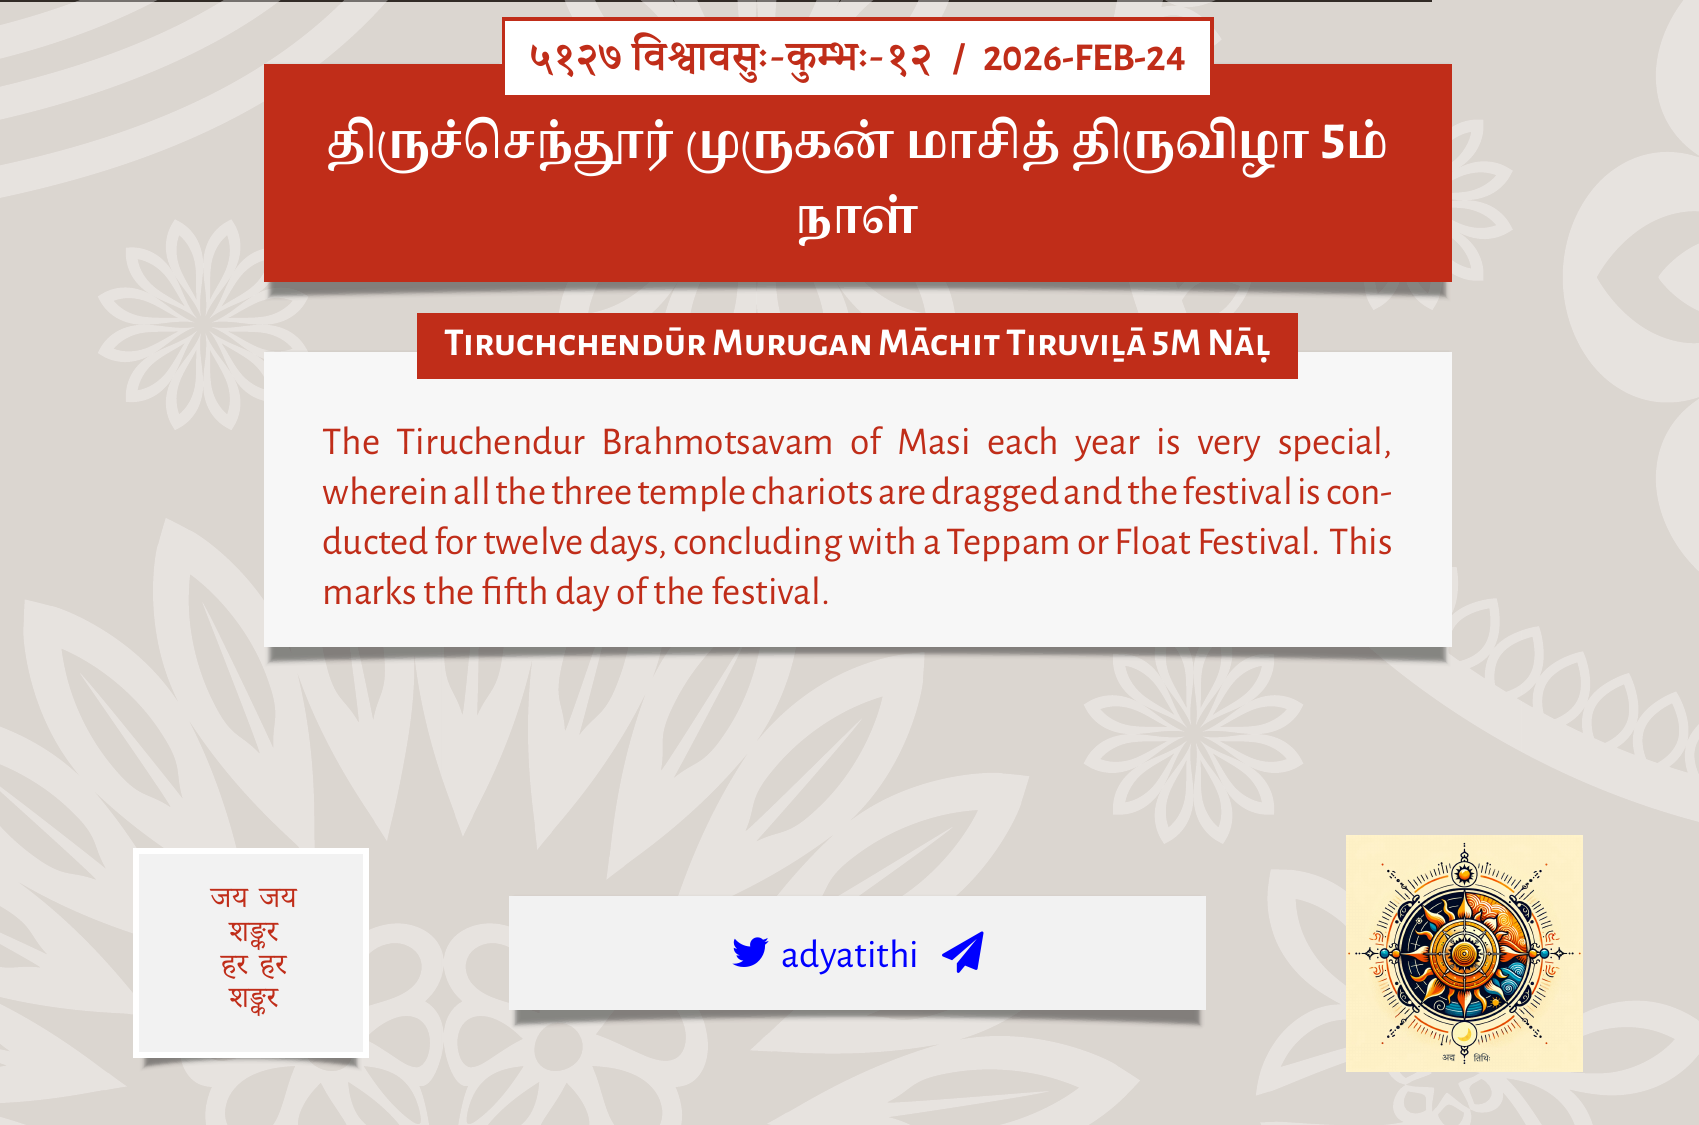 ५१२७ विश्वावसुः-कुम्भः-१२ / 2026-FEB-24
திருச்செந்தூர் முருகன் மாசித் திருவிழா 5ம்
நாள்
Tiruchchendūr Murugan Māchit Tiruviḻā 5m Nāḷ
The Tiruchendur Brahmotsavam of Masi each year is very special,
wherein all the three temple chariots are dragged and the festival is con-
ducted for twelve days, concluding with a Teppam or Float Festival. This
marks the fifth day of the festival.
जय जय
शङ्कर
हर हर
शङ्कर
adyatithi
अद्य तिथिः